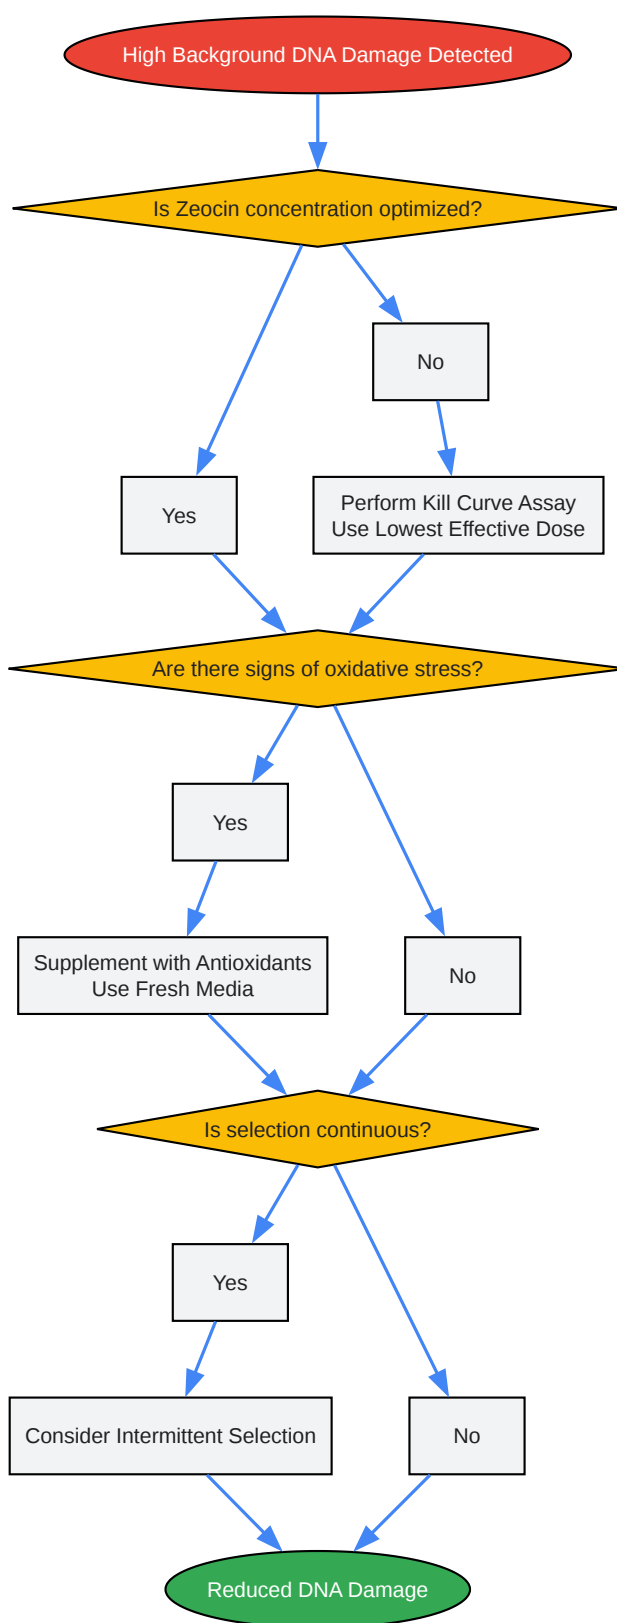 High Background DNA Damage Detected
Is Zeocin concentration optimized?
No
Yes
Perform Kill Curve Assay
Use Lowest Effective Dose
Are there signs of oxidative stress?
Yes
Supplement with Antioxidants
Use Fresh Media
No
Is selection continuous?
Yes
Consider Intermittent Selection
No
Reduced DNA Damage